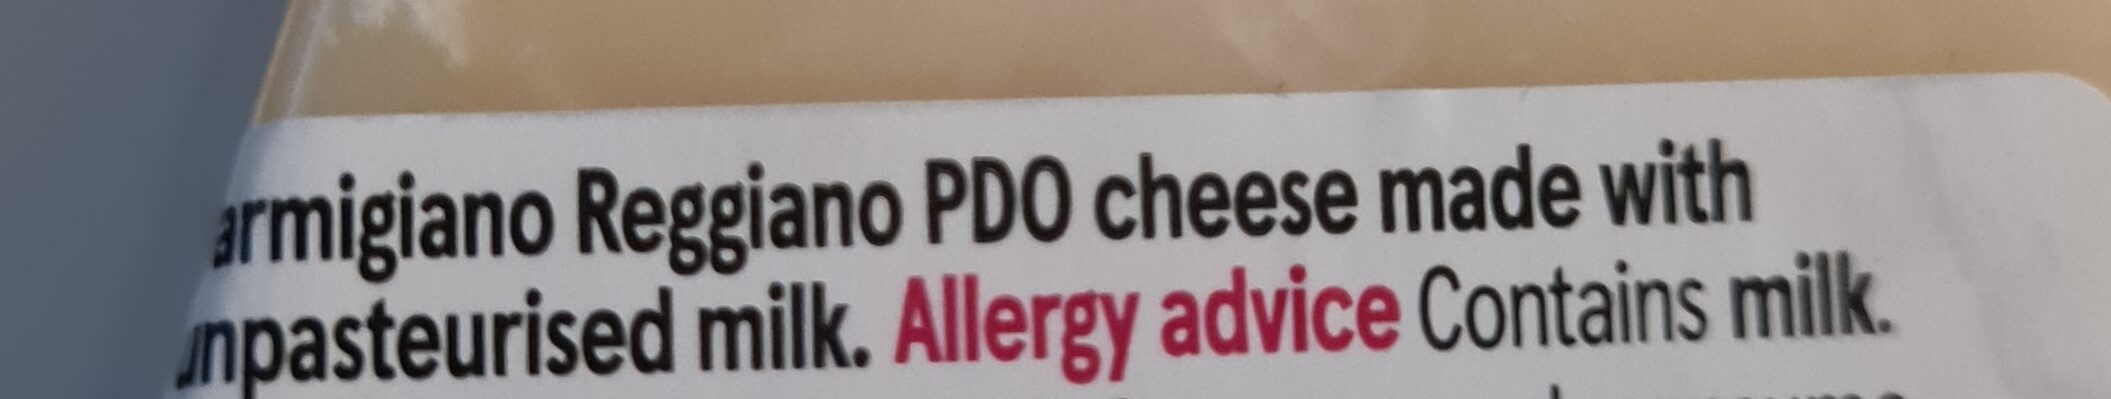 armigiano Reggiano PDO cheese made with
unpasteurised milk. Allergy advice Contains milk.